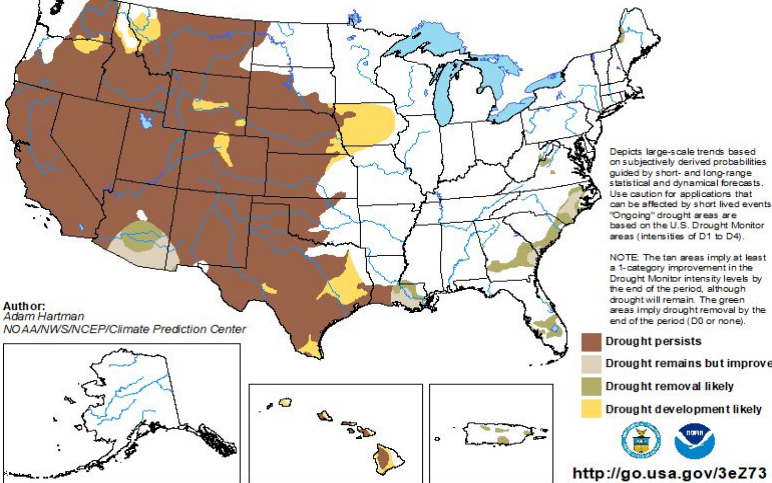 Depicts large-scale trends based
on subjectively derived probabilities
guided by short- and long-range
statistical and dynamical forecasts.
Use caution for applications that
can be affected by short lived events
"Ongoing" drought areas are
based on the U.S. Drought Monitor
areas (intensities of D1 to D4).
NOTE: The tan areas imply at least
a 1-category improvement in the
Drought Monitor intensity levels by
the end of the period, although
drought will remain. The green
areas imply drought removal by the
end of the period (D0 or none).
Author:
Adam Hartman
NOAA/NWS/NCEP/Climate Prediction Center
Drought persists
Drought remains but improve
Drought removal likely
Drought development likely
NOAA
http://go.usa.gov/3eZ73